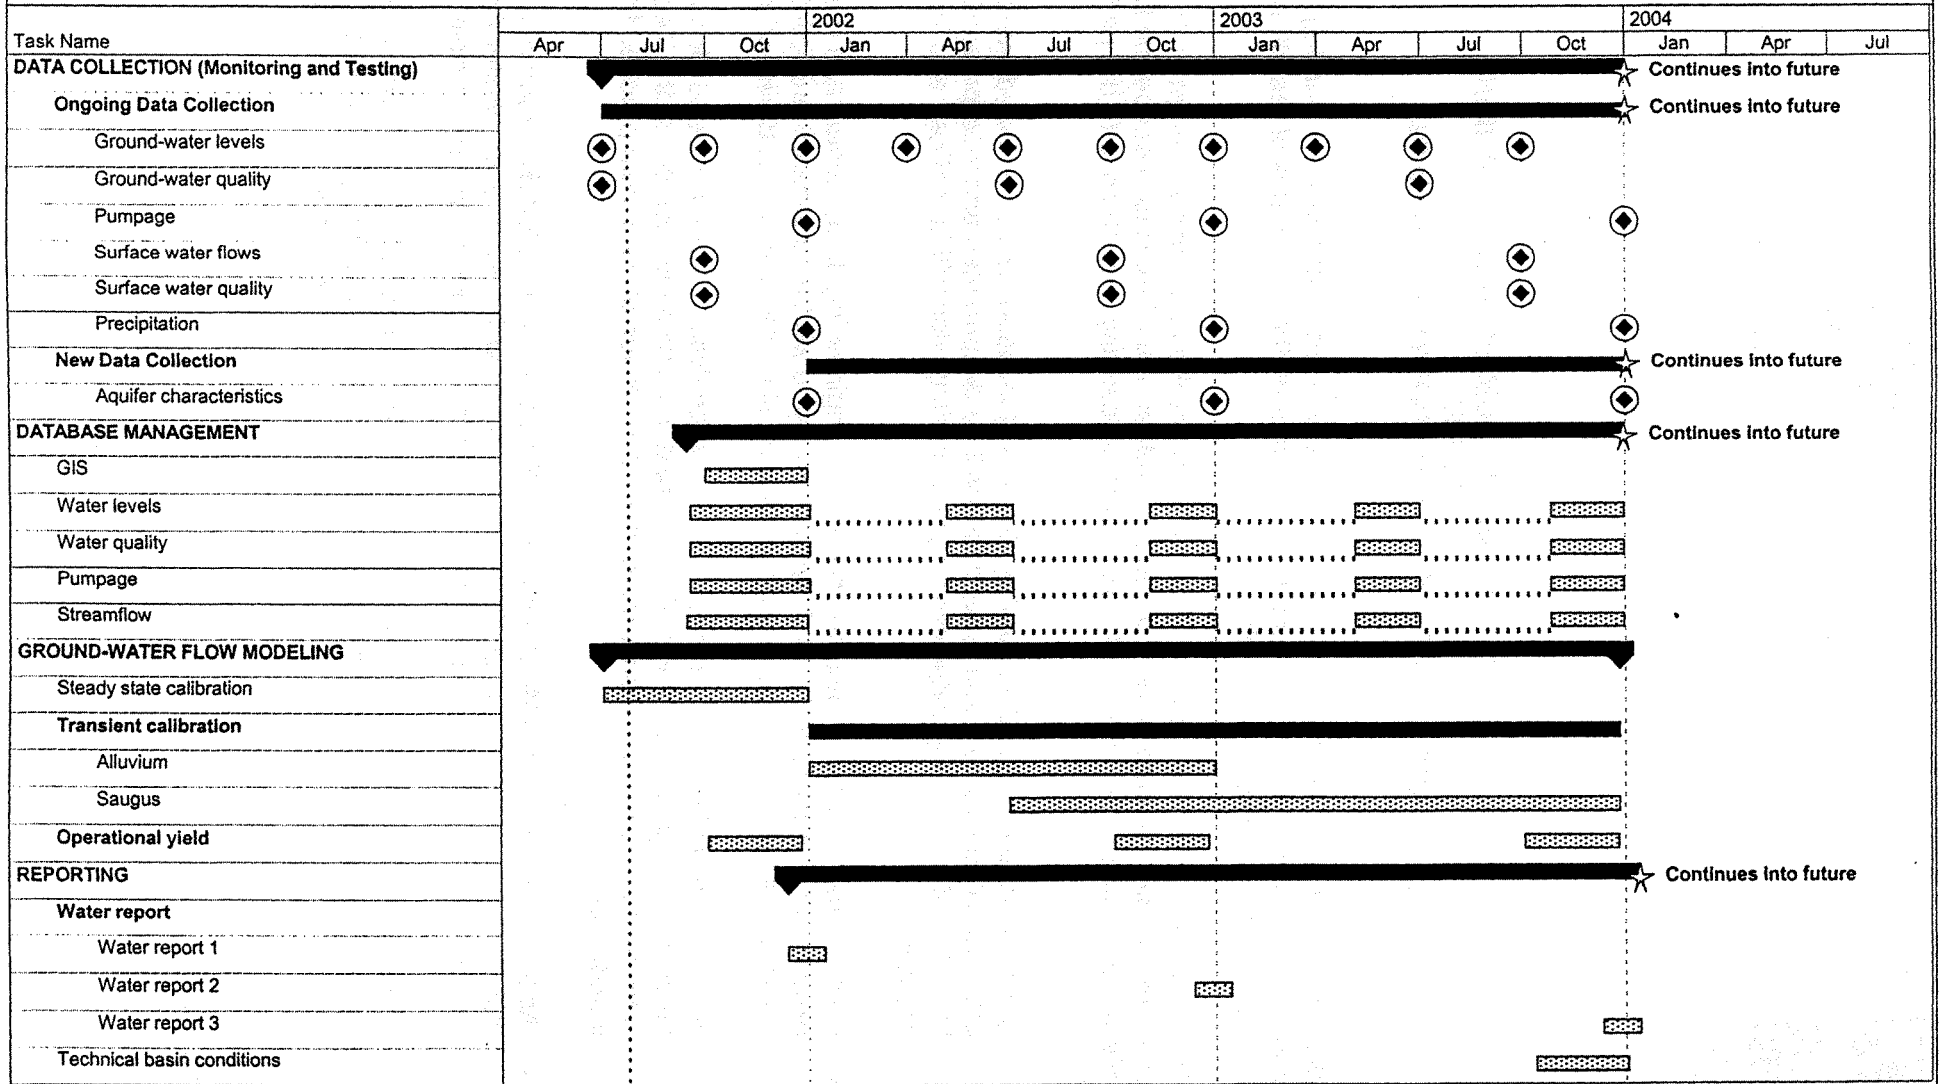 2002 2003 2004
Task Name Apr Jul Oct Jan Apr Jul Oct Jan Apr Jul Oct Jan Apr Jul
DATA COLLECTION (Monitoring and Testing) Continues into future
Ongoing Data Collection Continues into future
Ground-water levels
Ground-water quality
Pumpage
Surface water flows
Surface water quality
Precipitation
New Data Collection Continues into future
Aquifer characteristics
DATABASE MANAGEMENT Continues into future
GIS
Water levels
Water quality
Pumpage
Streamflow
GROUND-WATER FLOW MODELING
Steady state calibration
Transient calibration
Alluvium
Saugus
Operational yield
REPORTING Continues into future
Water report
Water report 1
Water report 2
Water report 3
Technical basin conditions